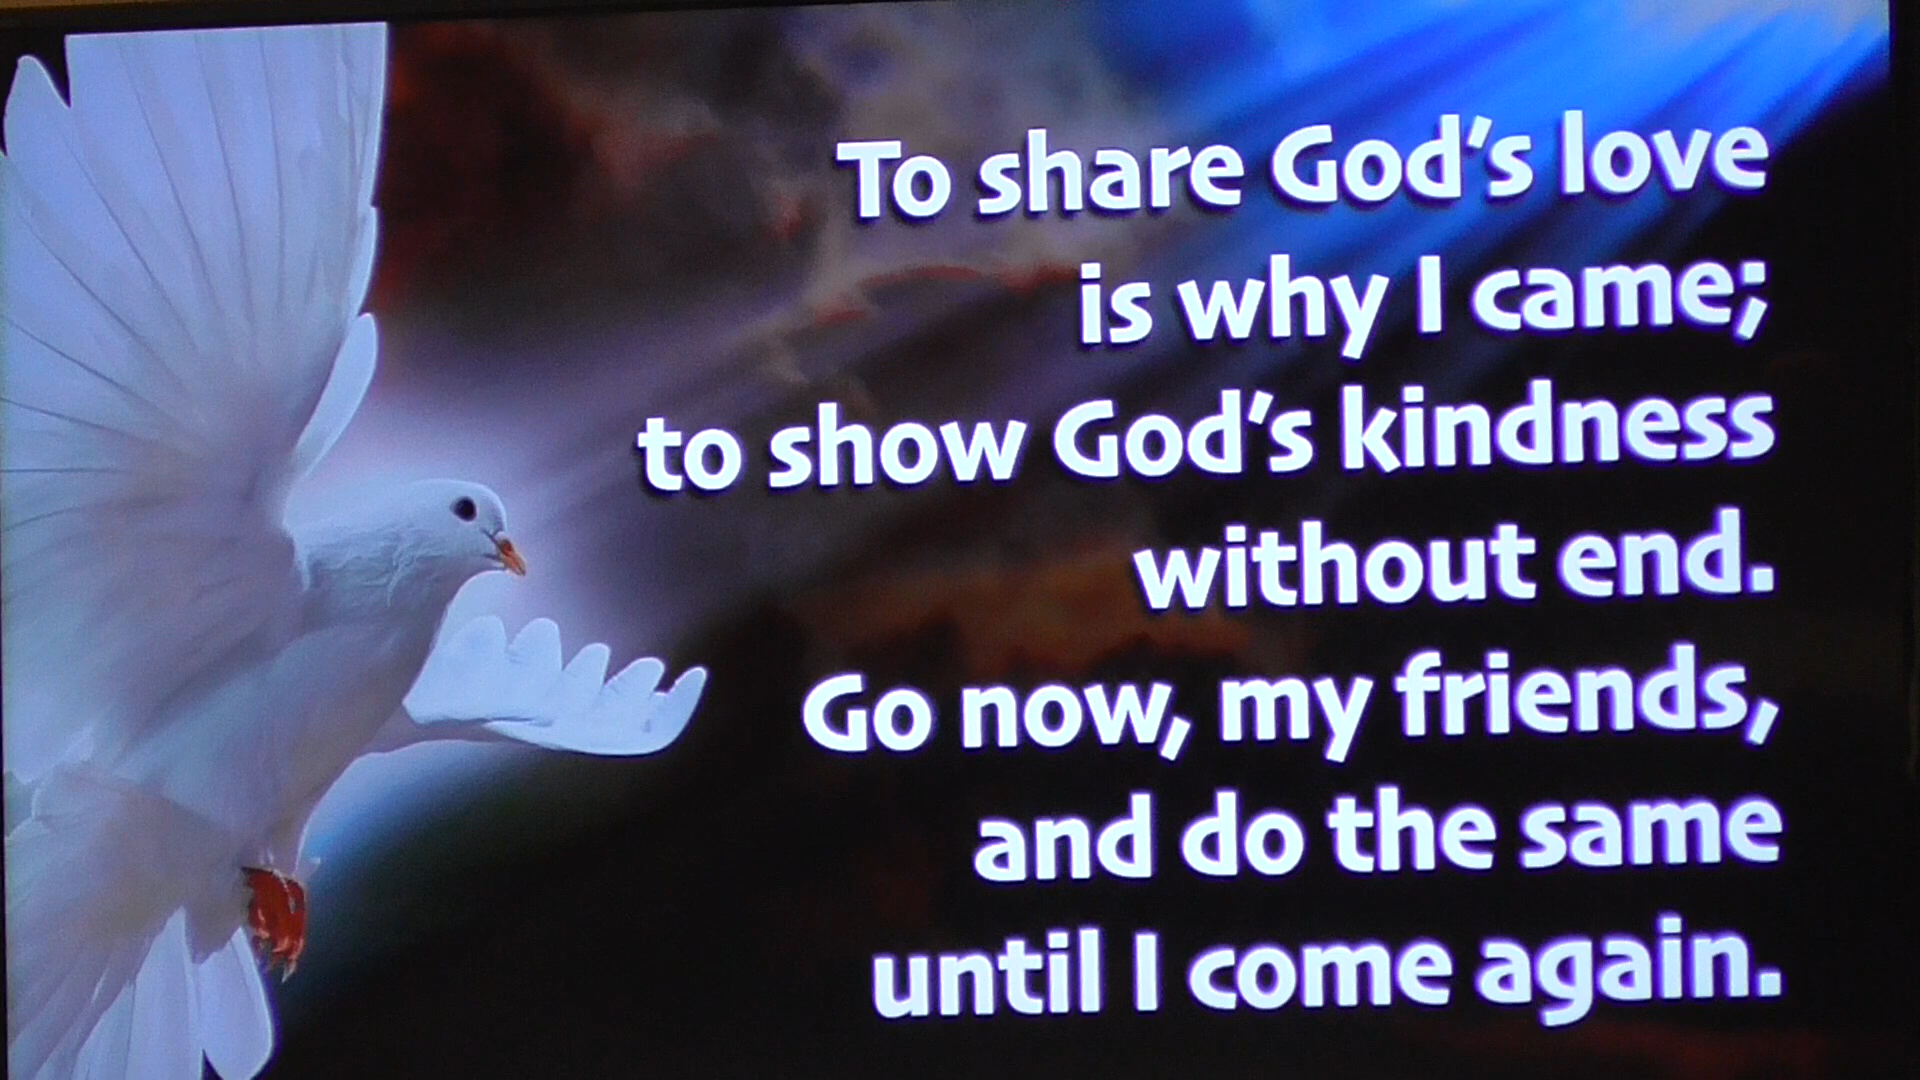 To share God's love
is why I came;
to show God's kindness
without end.
Go now, my friends,
and do the same
until I come again.